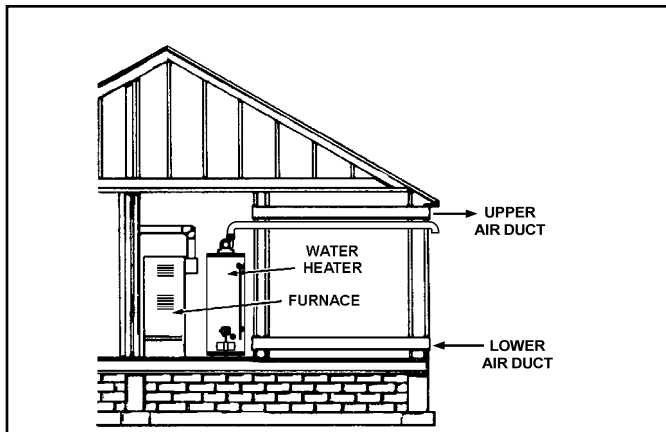 UPPER
AIR DUCT
WATER
HEATER
FURNACE
LOWER
AIR DUCT